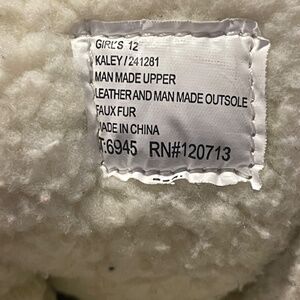 GIRL'S 12
KALEY/241281
MAN MADE UPPER
LEATHER AND MAN MADE OUTSOLE
FAUX FUR
MADE IN CHINA
T:6945 RN#120713